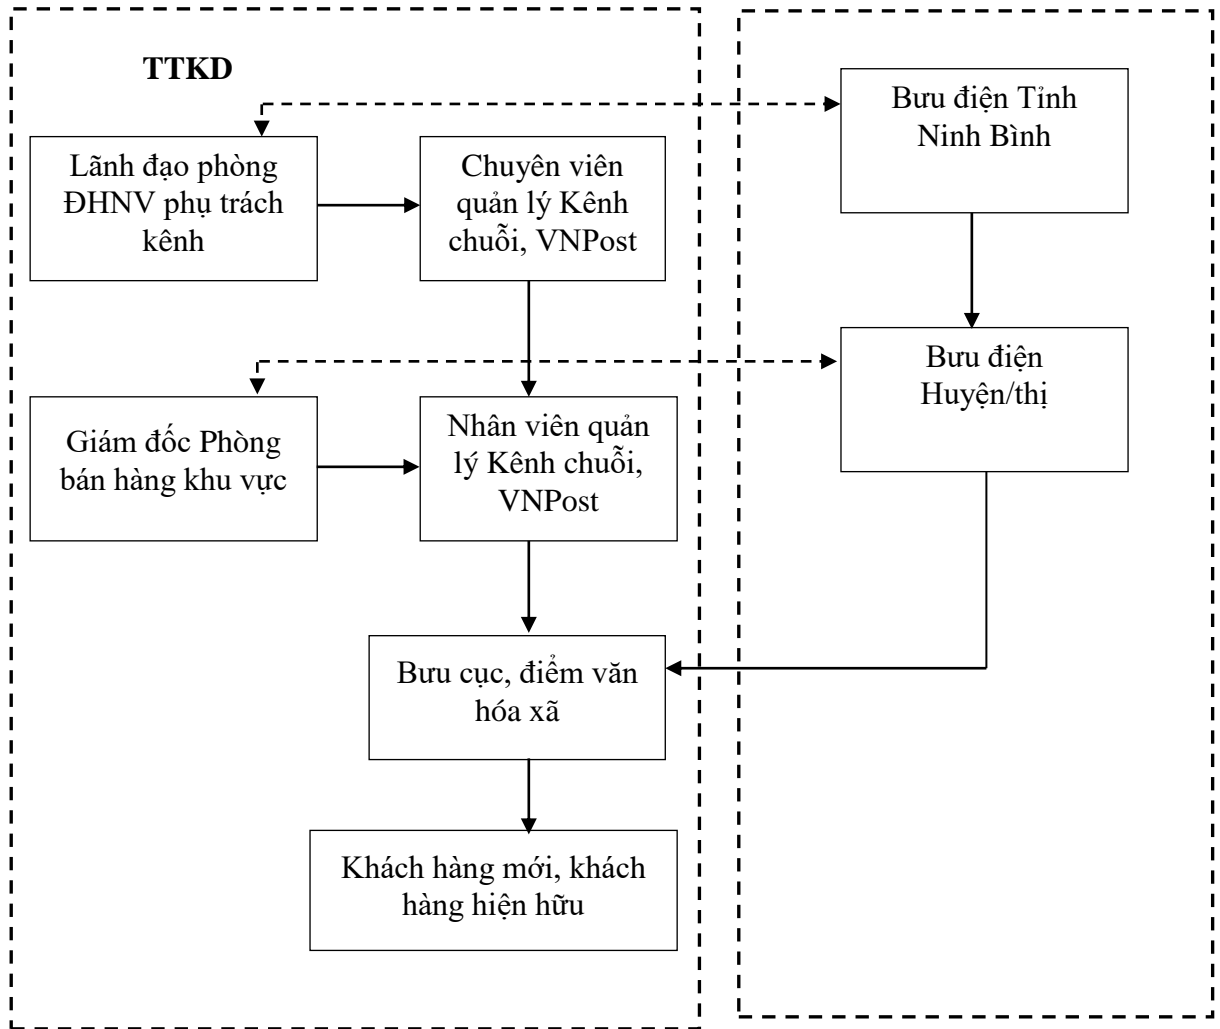 TTKD
Lãnh đạo phòng
ĐHNV phụ trách
kênh
Chuyên viên
quản lý Kênh
chuỗi, VNPost
Bưu điện Tỉnh
Ninh Bình
Giám đốc Phòng
bán hàng khu vực
Nhân viên quản
lý Kênh chuỗi,
VNPost
Bưu điện
Huyện/thị
Bưu cục, điểm văn
hóa xã
Khách hàng mới, khách
hàng hiện hữu